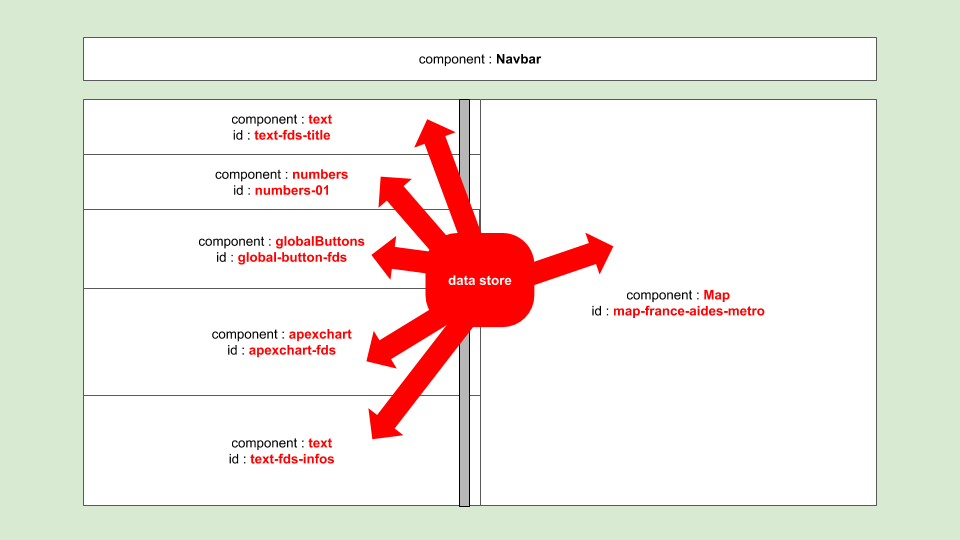 component : Navbar
component : text
id : text-fds-title
component : numbers
id : numbers-01
component : globalButtons
id : global-button-fds
data store
component : Map
id : map-france-aides-metro
component : apexchart
id : apexchart-fds
component : text
id : text-fds-infos